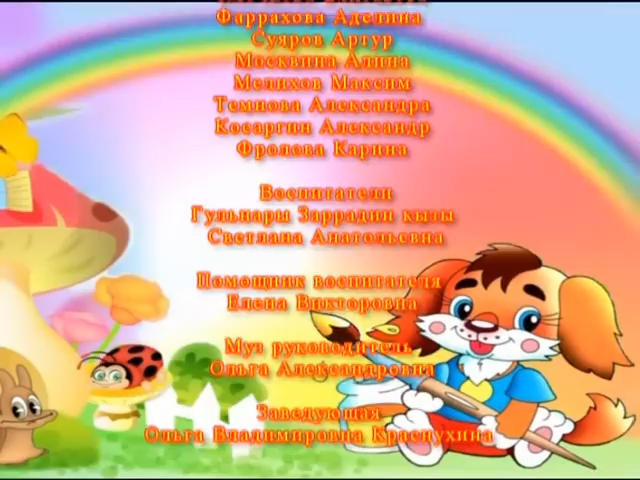 Фаррахова Аделина
Суяров Артур
Москвина Алина
Мелихов Максим
Темнова Александра
Косаргин Александр
Фролова Карина
Воспитатели
Гульнары Заррадин кызы
Светлана Анатольевна
Помощник воспитателя
Елена Викторовна
Муз руководитель
Ольга Александровна
Заведующая
Ольга Владимировна Краснухина